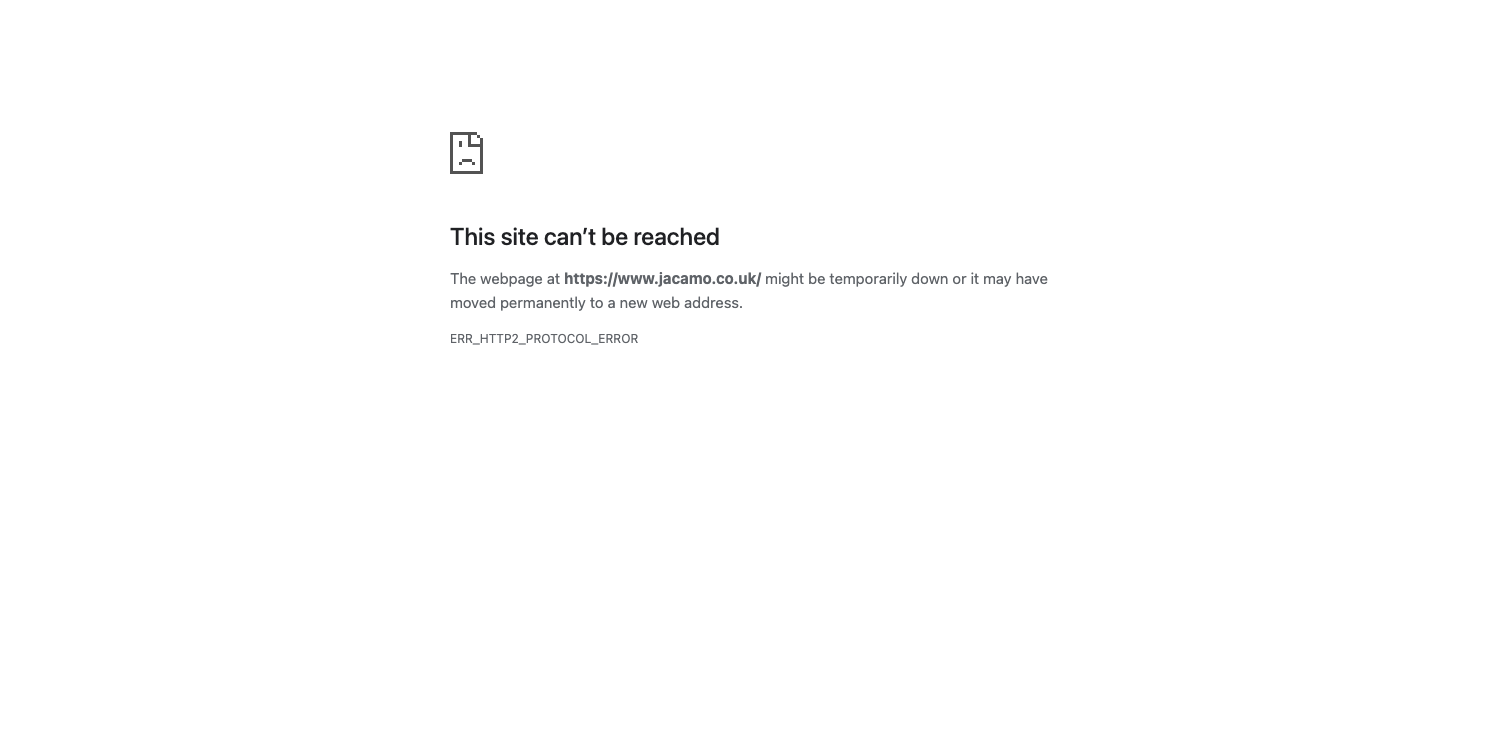 This site can’t be reached
The webpage at https://www.jacamo.co.uk/ might be temporarily down or it may have
moved permanently to a new web address.
ERR_HTTP2_PROTOCOL_ERROR